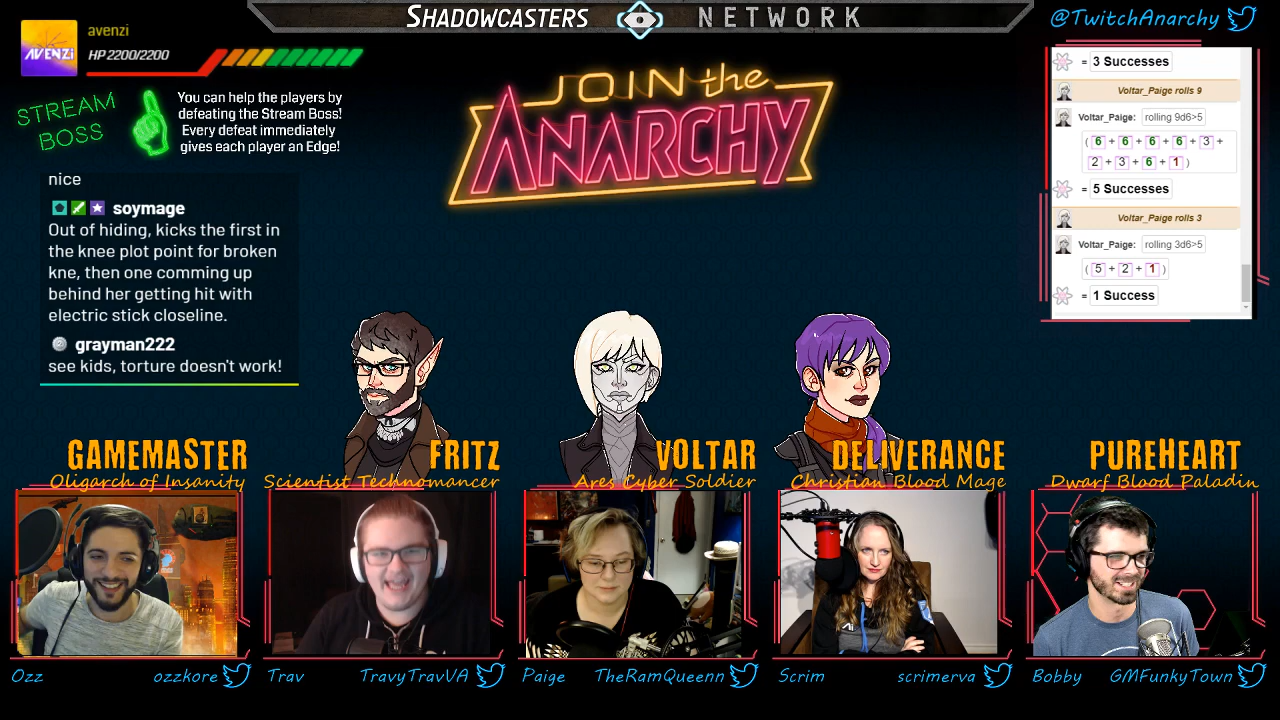 SHADOWCASTERS NETWORK
@TwitchAnarchy
avenzi
AVENZI
HP 2200/2200
STREAM
BOSS
You can help the players by
defeating the Stream Boss!
Every defeat immediately
gives each player an Edge!
JOIN the
ANARCHY
nice
soymage
Out of hiding, kicks the first in
the knee plot point for broken
kne, then one comming up
behind her getting hit with
electric stick closeline.
grayman222
see kids, torture doesn't work!
= 3 Successes
Voltar_Paige rolls 9
Voltar_Paige: rolling 9d6>5
( 6 + 6 + 6 + 6 + 3 +
2 + 3 + 6 + 1 )
= 5 Successes
Voltar_Paige rolls 3
Voltar_Paige: rolling 3d6>5
( 5 + 2 + 1 )
= 1 Success
GAMEMASTER
Oligarch of Insanity
FRITZ
Scientist Technomancer
VOLTAR
Ares Cyber Soldier
DELIVERANCE
Christian Blood Mage
PUREHEART
Dwarf Blood Paladin
Ozz ozzkore
Trav TravyTravVA
Paige TheRamQueenn
Scrim scrimerva
Bobby GMFunkyTown